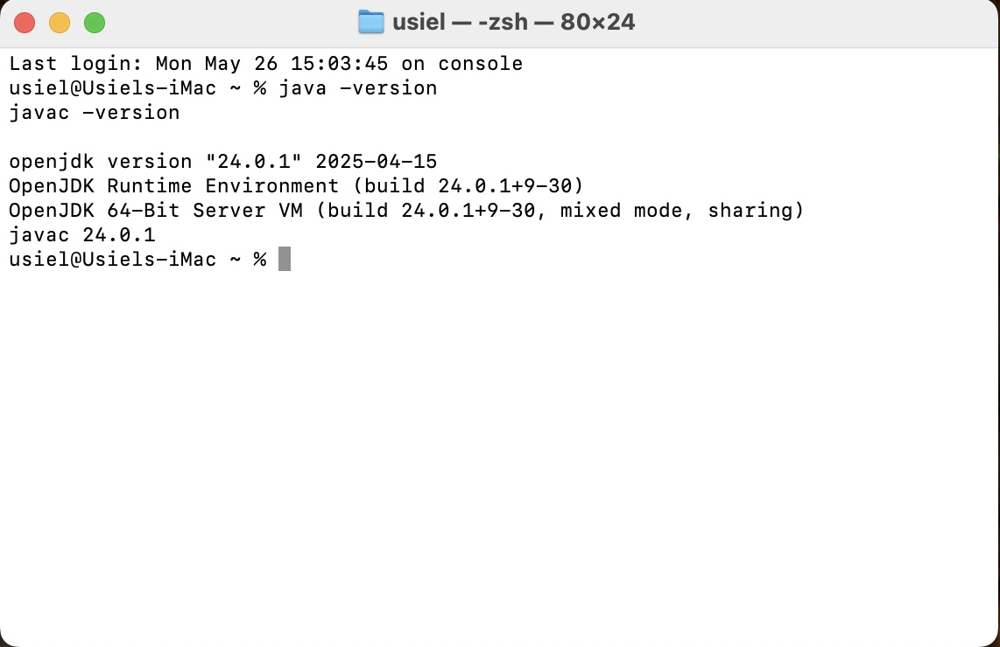 usiel — -zsh — 80×24
Last login: Mon May 26 15:03:45 on console
usiel@Usiels-iMac ~ % java -version
javac -version
openjdk version "24.0.1" 2025-04-15
OpenJDK Runtime Environment (build 24.0.1+9-30)
OpenJDK 64-Bit Server VM (build 24.0.1+9-30, mixed mode, sharing)
javac 24.0.1
usiel@Usiels-iMac ~ %